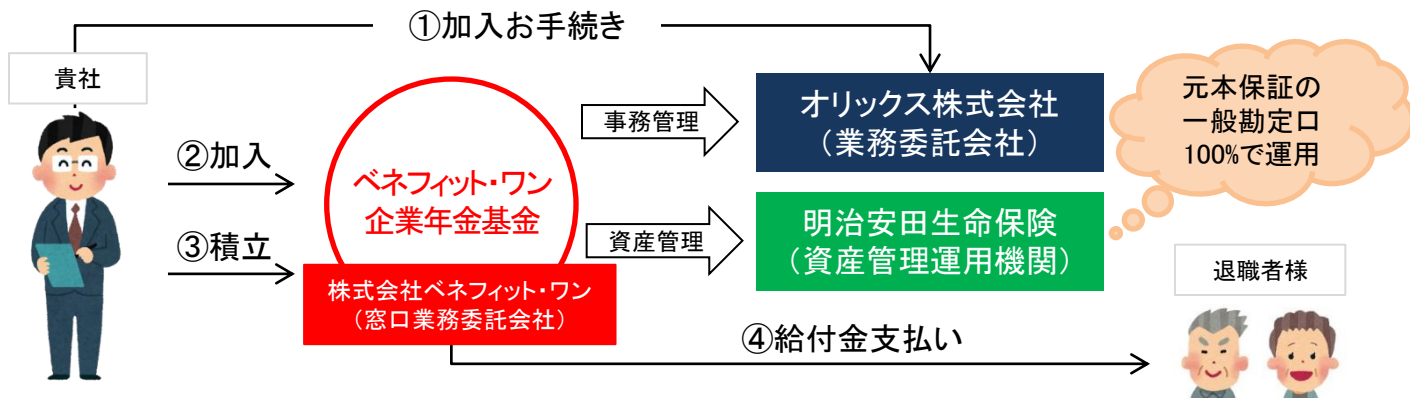 ①加入お手続き
貴社
②加入
③積立
ベネフィット・ワン
企業年金基金
株式会社ベネフィット・ワン
（窓口業務委託会社）
事務管理
資産管理
オリックス株式会社
（業務委託会社）
明治安田生命保険
（資産管理運用機関）
元本保証の
一般勘定口
100%で運用
退職者様
④給付金支払い